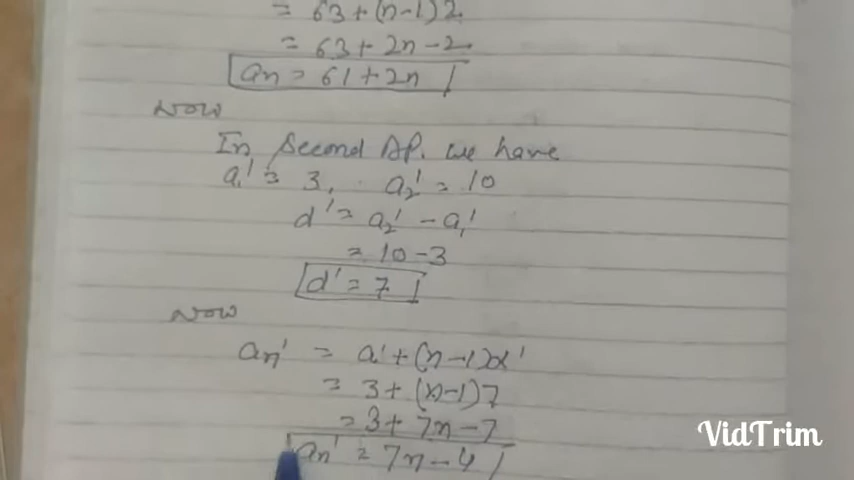 = 63 + (n-1)2
= 63 + 2n - 2
an = 61 + 2n
Now
In Second AP. we have
a₁' = 3, a₂' = 10
d' = a₂' - a₁'
= 10 - 3
d' = 7
Now
an' = a' + (n-1)d'
= 3 + (n-1)7
= 3 + 7n - 7
an' = 7n - 4
VidTrim